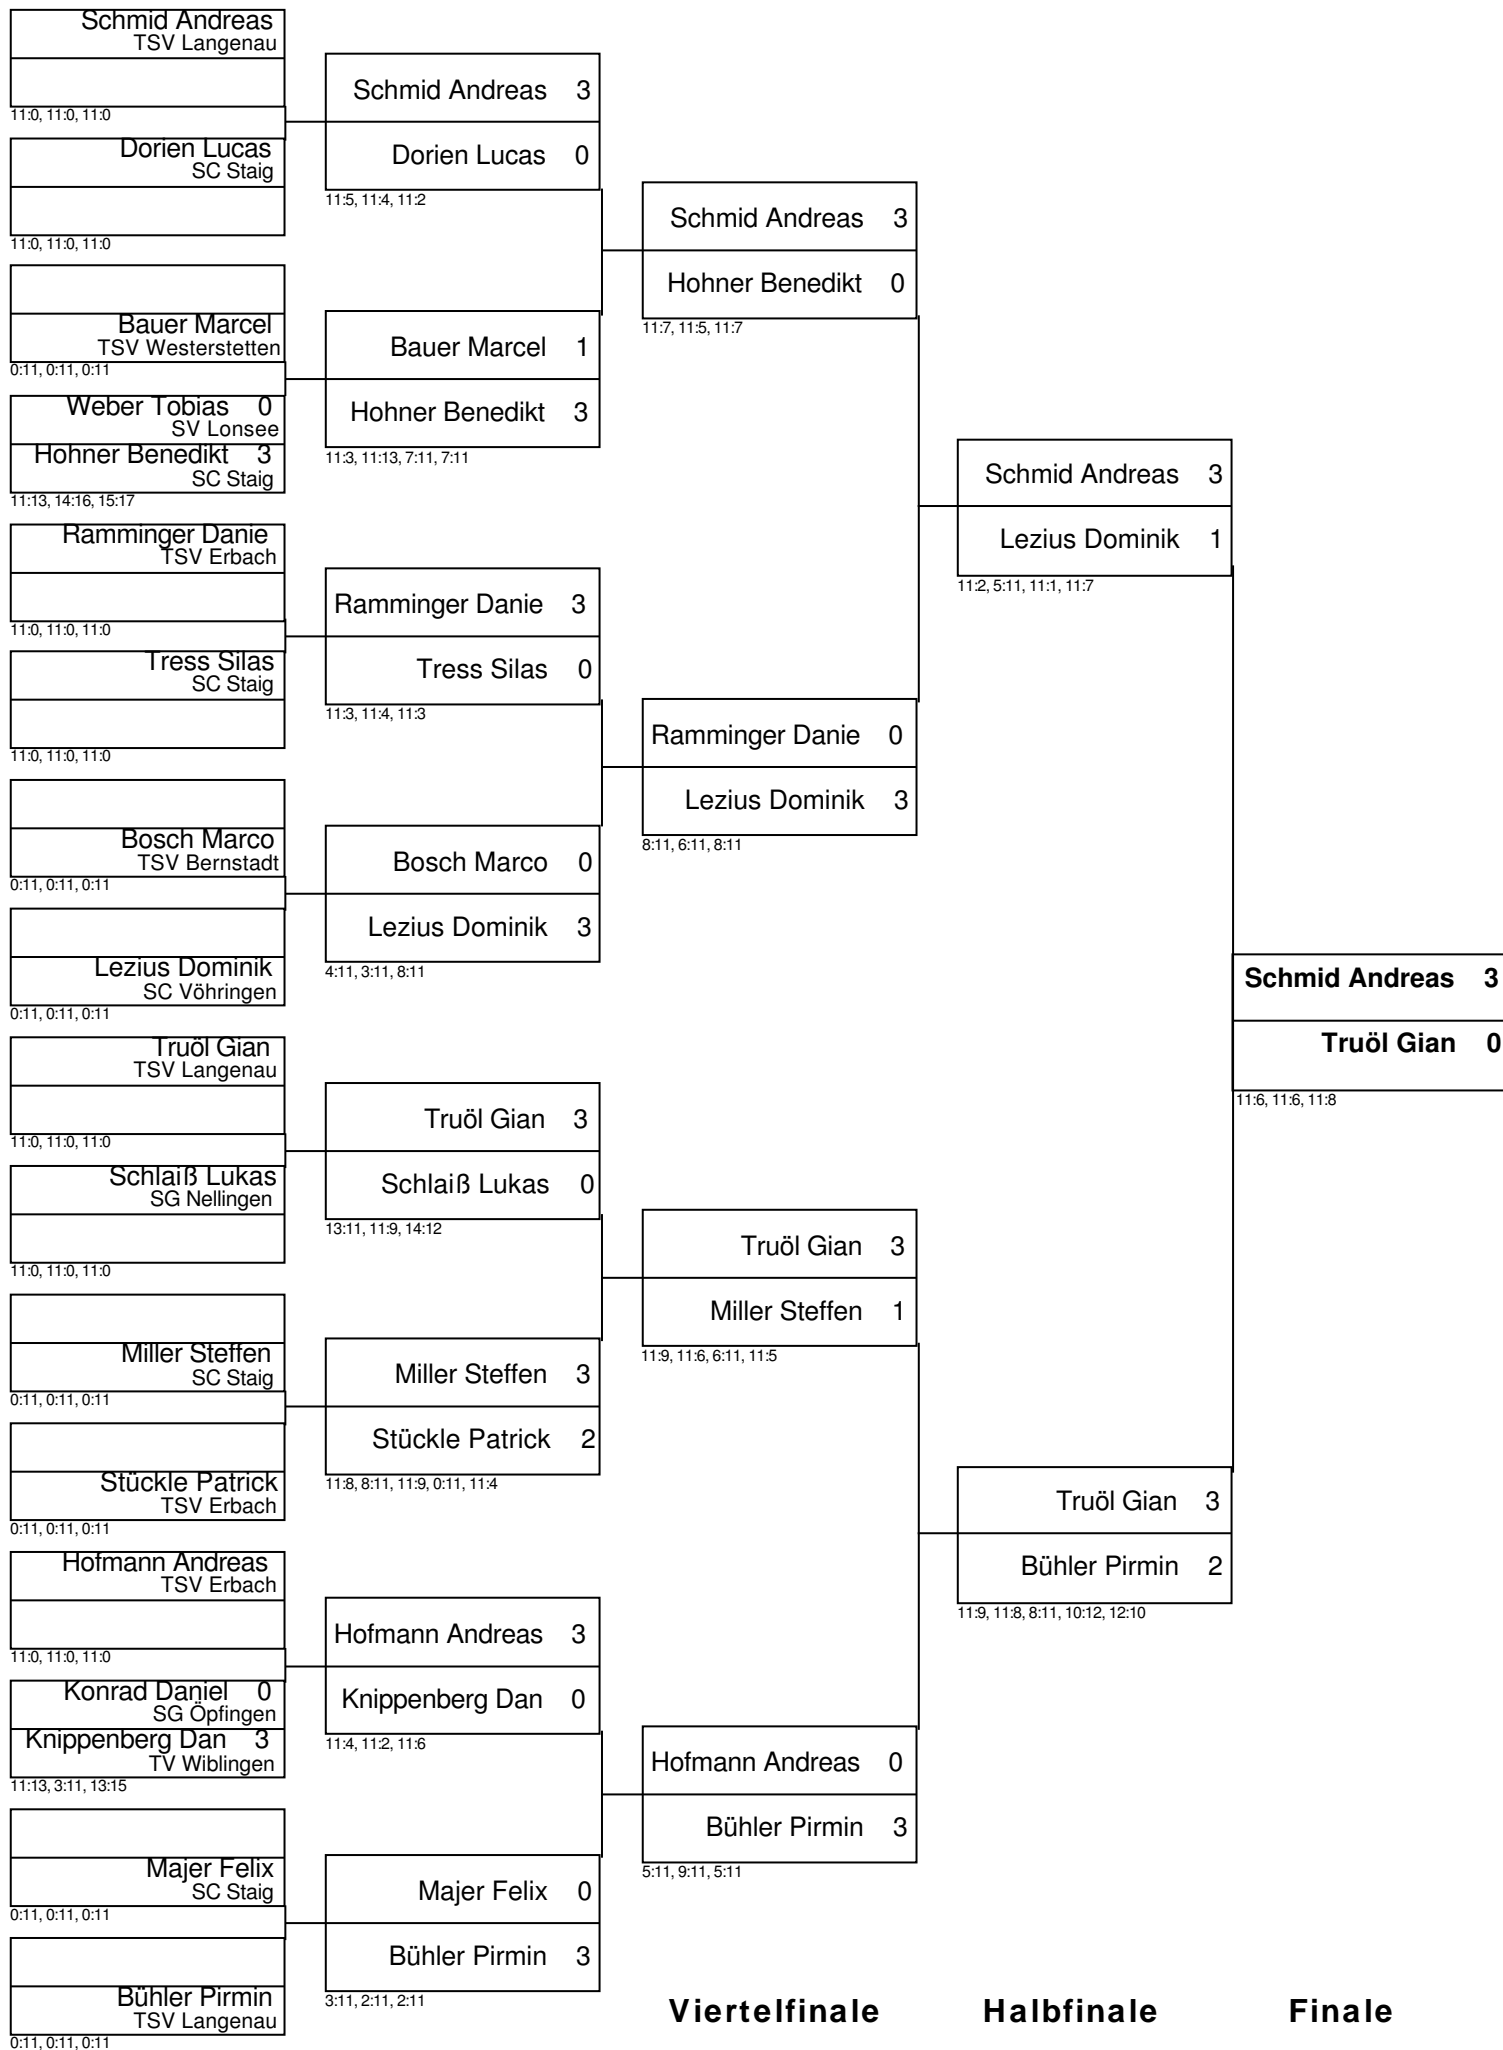 Schmid Andreas
TSV Langenau
11:0, 11:0, 11:0
Dorien Lucas
SC Staig
11:0, 11:0, 11:0
Bauer Marcel
TSV Westerstetten
0:11, 0:11, 0:11
Weber Tobias 0
SV Lonsee
Hohner Benedikt 3
SC Staig
11:13, 14:16, 15:17
Ramminger Danie
TSV Erbach
11:0, 11:0, 11:0
Tress Silas
SC Staig
11:0, 11:0, 11:0
Bosch Marco
TSV Bernstadt
0:11, 0:11, 0:11
Lezius Dominik
SC Vöhringen
0:11, 0:11, 0:11
Truöl Gian
TSV Langenau
11:0, 11:0, 11:0
Schlaiß Lukas
SG Nellingen
11:0, 11:0, 11:0
Miller Steffen
SC Staig
0:11, 0:11, 0:11
Stückle Patrick
TSV Erbach
0:11, 0:11, 0:11
Hofmann Andreas
TSV Erbach
11:0, 11:0, 11:0
Konrad Daniel 0
SG Öpfingen
Knippenberg Dan 3
TV Wiblingen
11:13, 3:11, 13:15
Majer Felix
SC Staig
0:11, 0:11, 0:11
Bühler Pirmin
TSV Langenau
0:11, 0:11, 0:11
Schmid Andreas 3
Dorien Lucas 0
11:5, 11:4, 11:2
Bauer Marcel 1
Hohner Benedikt 3
11:3, 11:13, 7:11, 7:11
Ramminger Danie 3
Tress Silas 0
11:3, 11:4, 11:3
Bosch Marco 0
Lezius Dominik 3
4:11, 3:11, 8:11
Truöl Gian 3
Schlaiß Lukas 0
13:11, 11:9, 14:12
Miller Steffen 3
Stückle Patrick 2
11:8, 8:11, 11:9, 0:11, 11:4
Hofmann Andreas 3
Knippenberg Dan 0
11:4, 11:2, 11:6
Majer Felix 0
Bühler Pirmin 3
3:11, 2:11, 2:11
Schmid Andreas 3
Hohner Benedikt 0
11:7, 11:5, 11:7
Ramminger Danie 0
Lezius Dominik 3
8:11, 6:11, 8:11
Truöl Gian 3
Miller Steffen 1
11:9, 11:6, 6:11, 11:5
Hofmann Andreas 0
Bühler Pirmin 3
5:11, 9:11, 5:11
Viertelfinale
Schmid Andreas 3
Lezius Dominik 1
11:2, 5:11, 11:1, 11:7
Truöl Gian 3
Bühler Pirmin 2
11:9, 11:8, 8:11, 10:12, 12:10
Halbfinale
Schmid Andreas 3
Truöl Gian 0
11:6, 11:6, 11:8
Finale